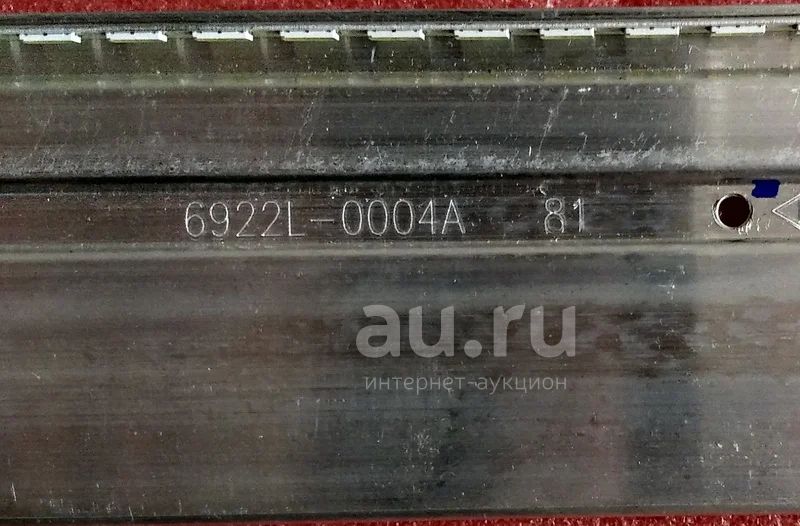 6922L-0004A 81
au.ru
интернет-аукцион